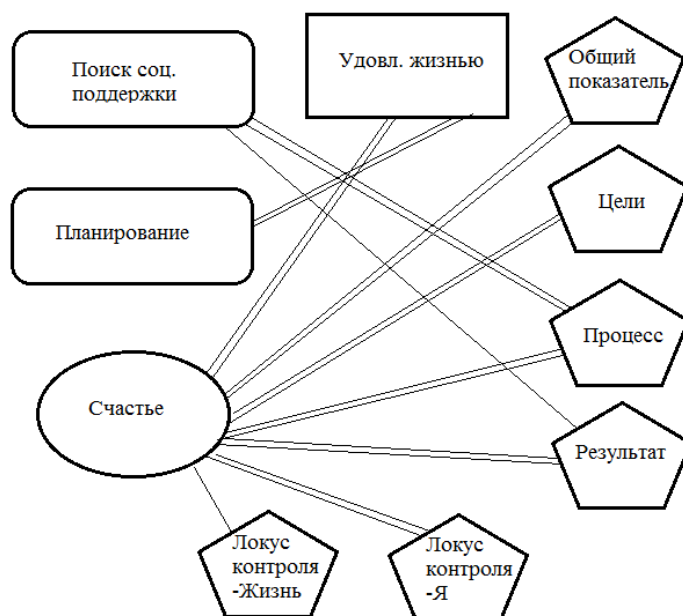 Поиск соц.
поддержки
Удовл. жизнью
Общий
показатель
Планирование
Цели
Процесс
Счастье
Результат
Локус
контроля
-Жизнь
Локус
контроля
-Я